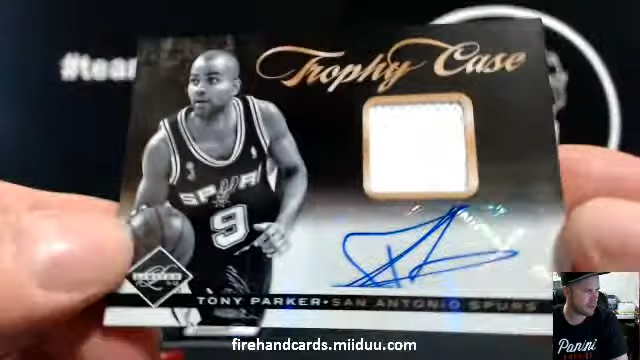 #tea
Trophy Case
SPURS
9
LIMITED
TONY PARKER • SAN ANTONIO SPURS
Panini
firehandcards.miiduu.com